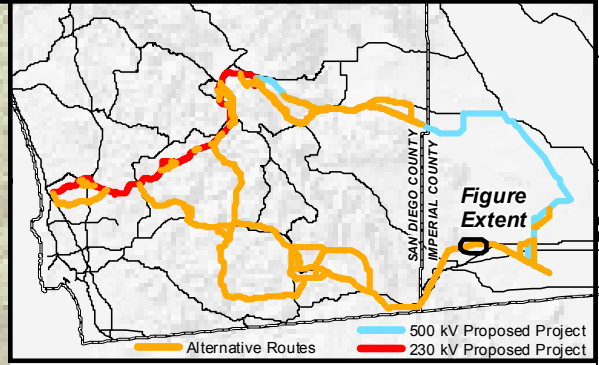 SAN DIEGO COUNTY
IMPERIAL COUNTY
Figure
Extent
500 kV Proposed Project
Alternative Routes
230 kV Proposed Project